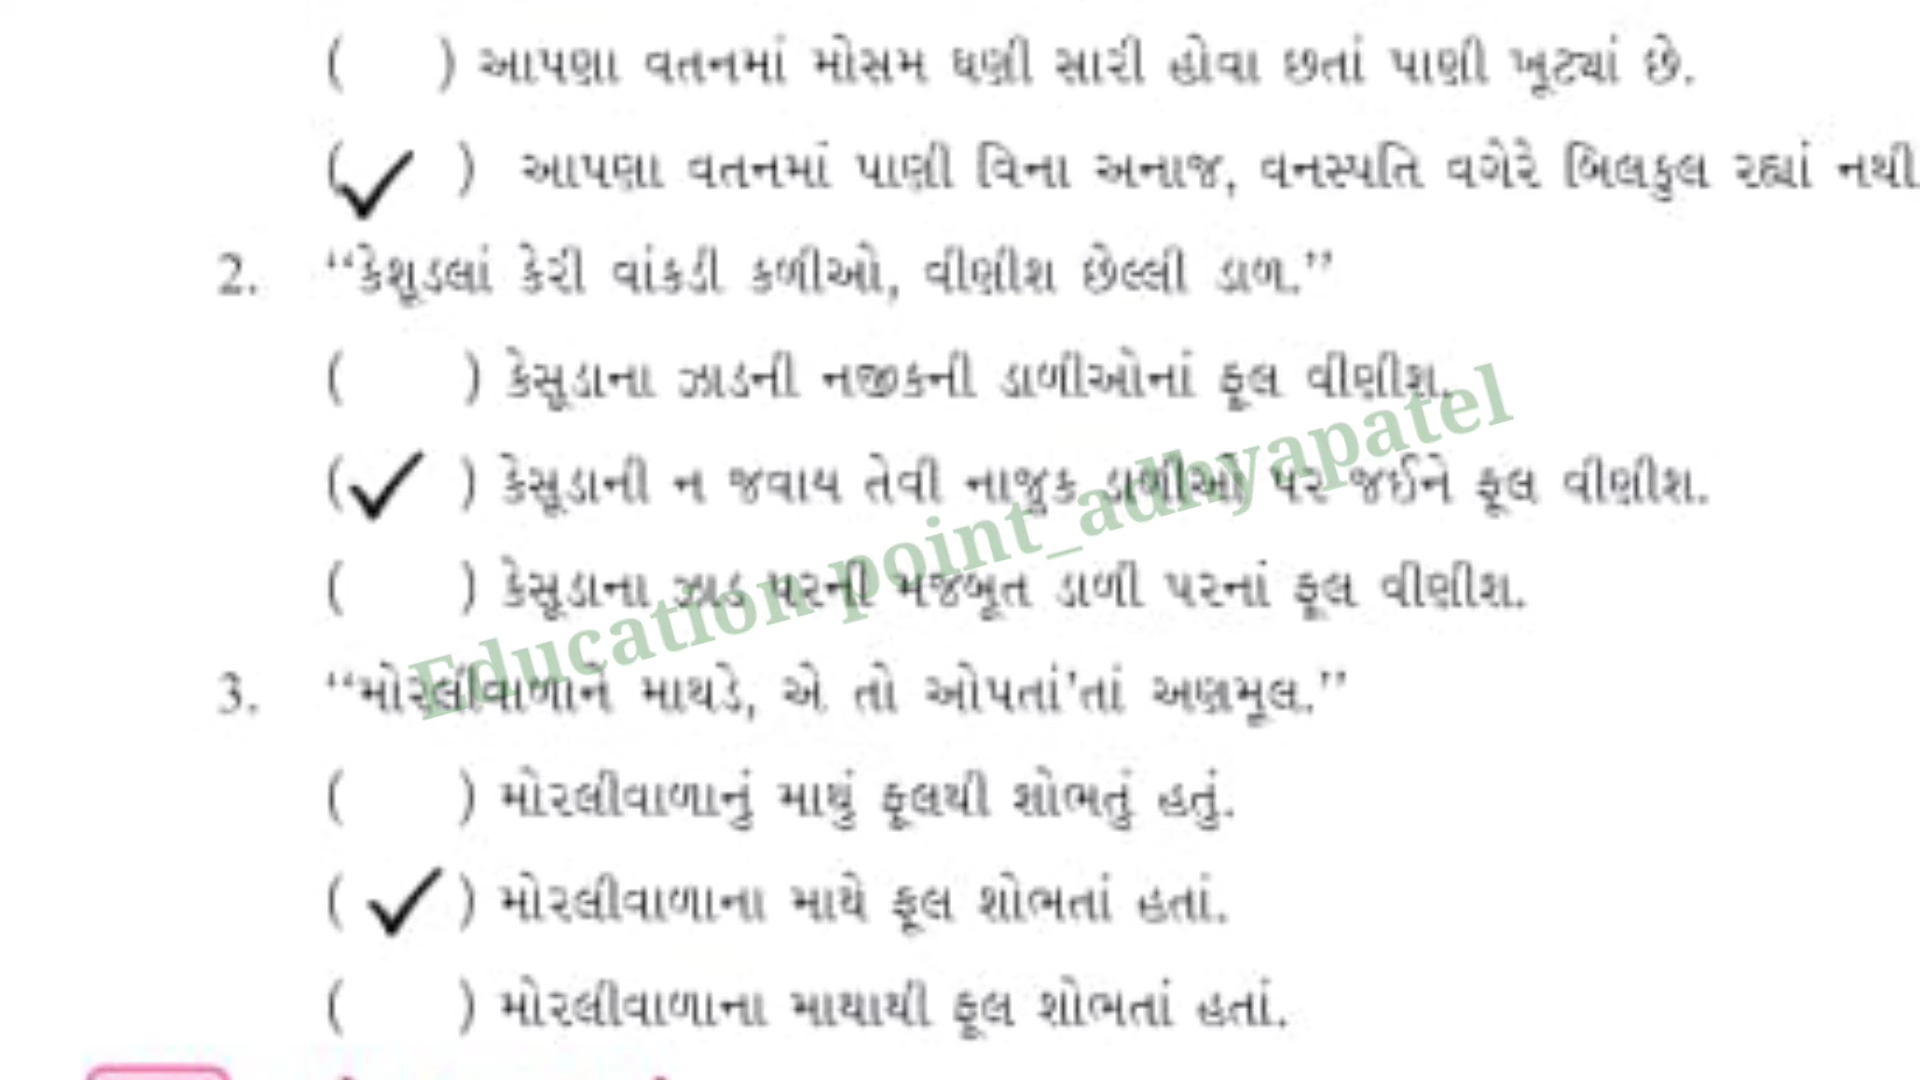 ( ) આપણા વતનમાં મોસમ ઘણી સારી હોવા છતાં પાણી ખૂટ્યાં છે.
(✓) આપણા વતનમાં પાણી વિના અનાજ, વનસ્પતિ વગેરે બિલકુલ રહ્યાં નથી.
2. “કેશૂડલાં કેરી વાંકડી કળીઓ, વીણીશ છેલ્લી ડાળ.”
( ) કેસૂડાના ઝાડની નજીકની ડાળીઓનાં ફૂલ વીણીશ.
(✓) કેસૂડાની ન જવાય તેવી નાજુક ડાળીઓ પર જઈને ફૂલ વીણીશ.
( ) કેસૂડાના ઝાડ પરની મજબૂત ડાળી પરનાં ફૂલ વીણીશ.
Education point_adhyapatel
3. “મોરલીવાળાને માથડે, એ તો ઓપતાં’તાં અણમૂલ.”
( ) મોરલીવાળાનું માથું ફૂલથી શોભતું હતું.
(✓) મોરલીવાળાના માથે ફૂલ શોભતાં હતાં.
( ) મોરલીવાળાના માથાથી ફૂલ શોભતાં હતાં.